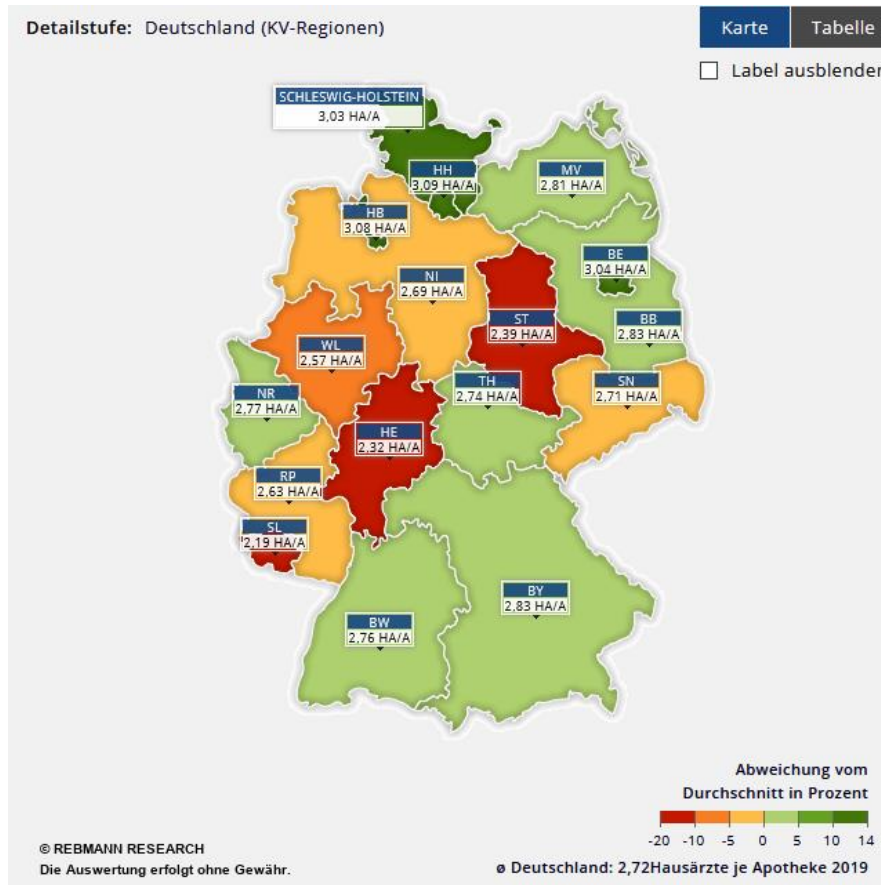 Detailstufe: Deutschland (KV-Regionen)
Karte Tabelle
Label ausblenden
SCHLESWIG-HOLSTEIN
3,03 HA/A
HH
3,09 HA/A
MV
2,81 HA/A
HB
3,08 HA/A
BE
3,04 HA/A
NI
2,69 HA/A
ST
2,39 HA/A
BB
2,83 HA/A
WL
2,57 HA/A
NR
2,77 HA/A
TH
2,74 HA/A
SN
2,71 HA/A
HE
2,32 HA/A
RP
2,63 HA/A
SL
2,19 HA/A
BY
2,83 HA/A
BW
2,76 HA/A
Abweichung vom
Durchschnitt in Prozent
-20 -10 -5 0 5 10 14
© REBMANN RESEARCH
Die Auswertung erfolgt ohne Gewähr.
ø Deutschland: 2,72Hausärzte je Apotheke 2019